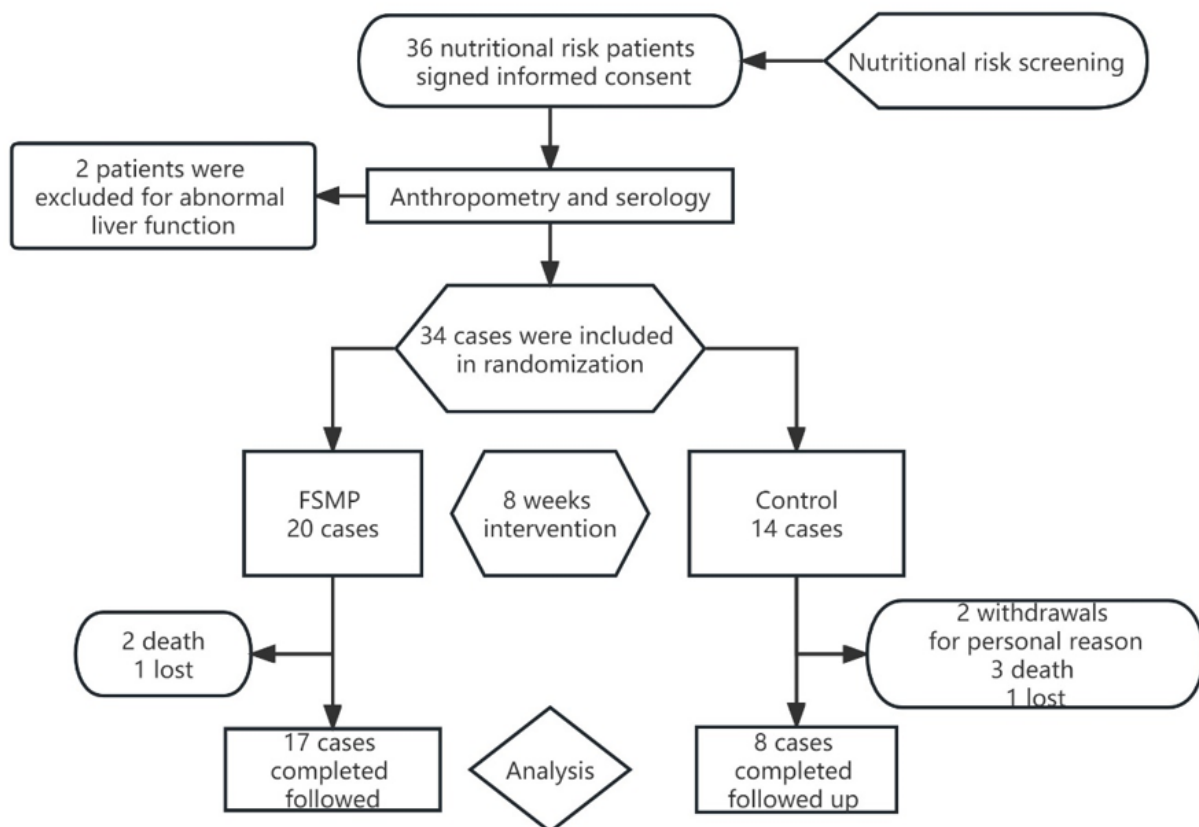 36 nutritional risk patients
signed informed consent
Nutritional risk screening
2 patients were
excluded for abnormal
liver function
Anthropometry and serology
34 cases were included
in randomization
FSMP
20 cases
8 weeks
intervention
Control
14 cases
2 death
1 lost
2 withdrawals
for personal reason
3 death
1 lost
17 cases
completed
followed
Analysis
8 cases
completed
followed up